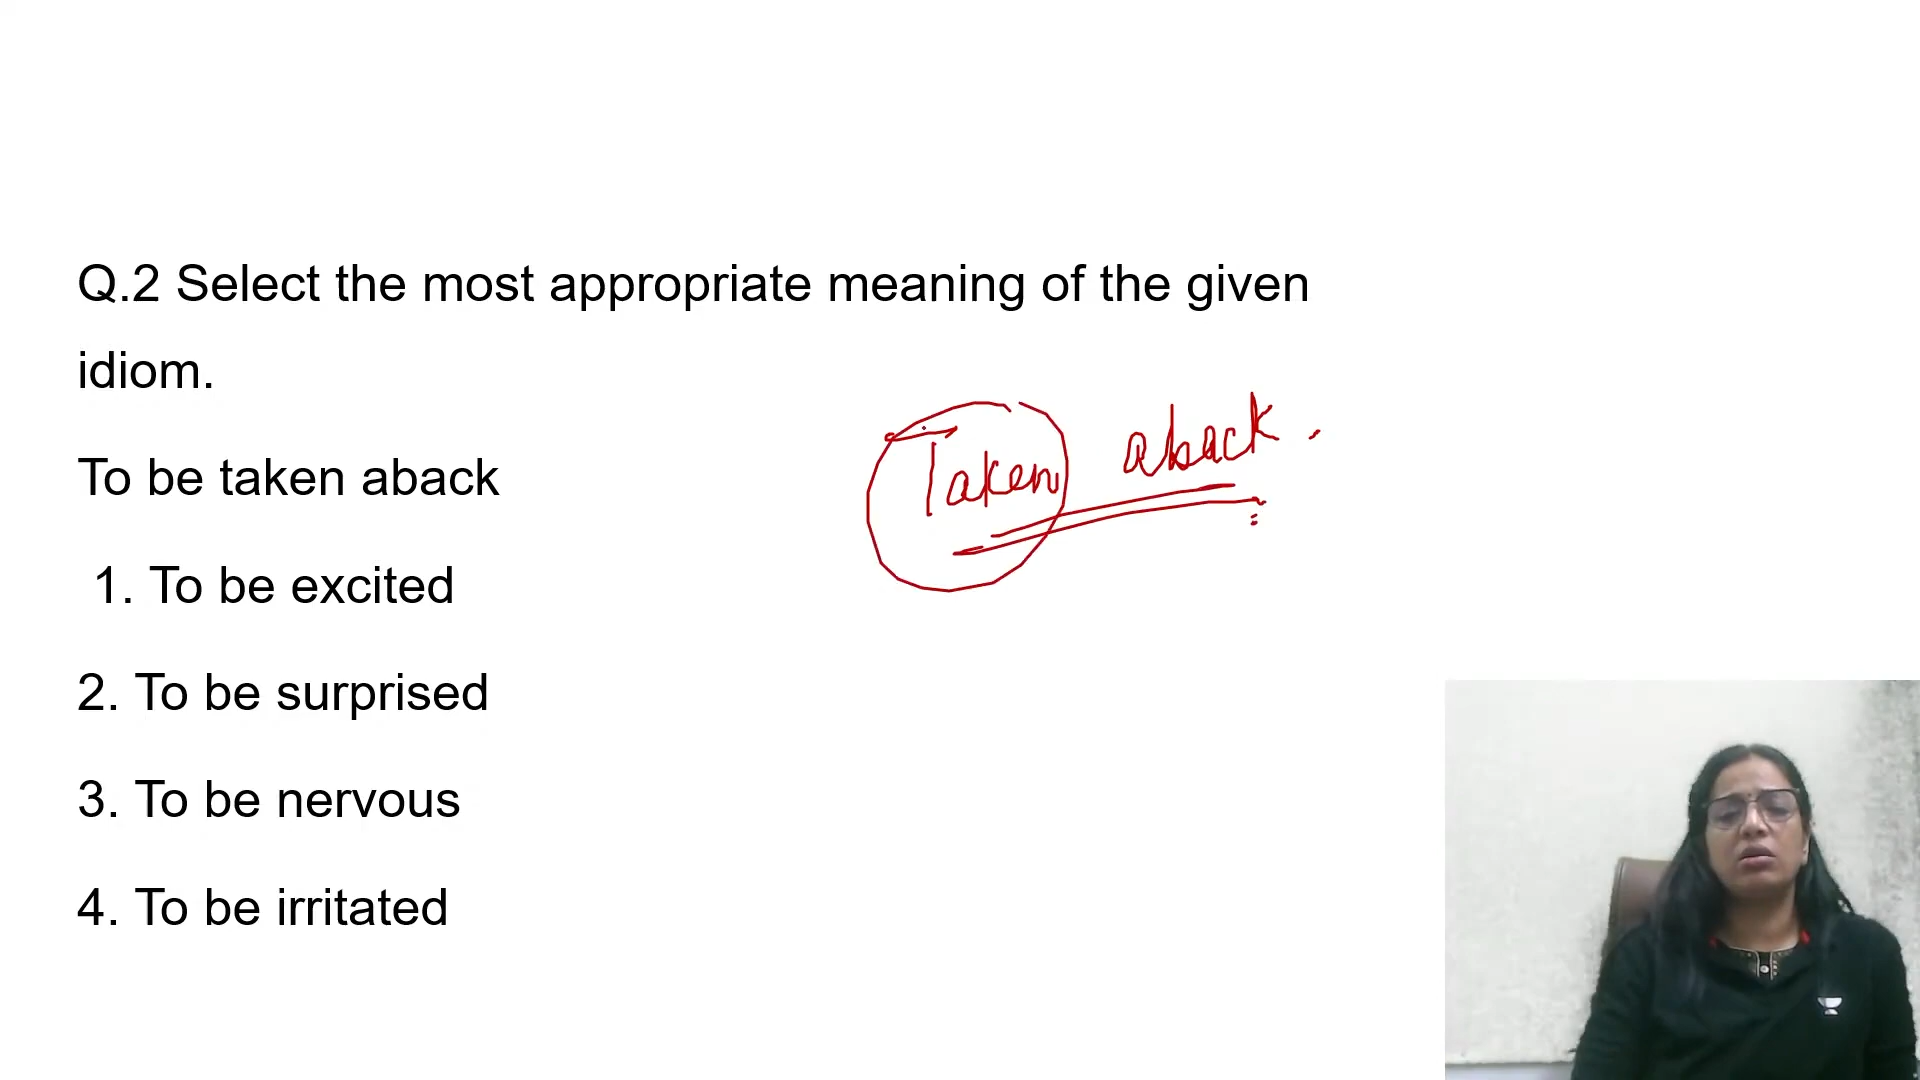 Q.2 Select the most appropriate meaning of the given
idiom.
Taken aback.
To be taken aback
1. To be excited
2. To be surprised
3. To be nervous
4. To be irritated